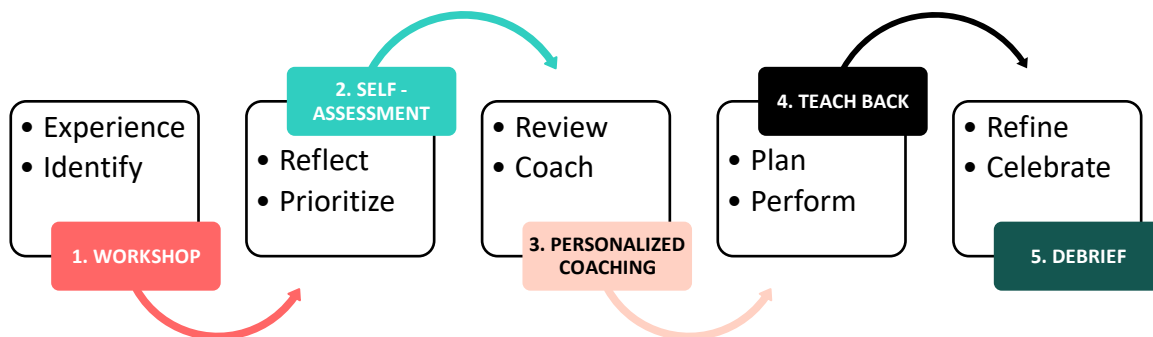 • Experience
• Identify
1. WORKSHOP
2. SELF -
ASSESSMENT
• Reflect
• Prioritize
• Review
• Coach
3. PERSONALIZED
COACHING
4. TEACH BACK
• Plan
• Perform
• Refine
• Celebrate
5. DEBRIEF